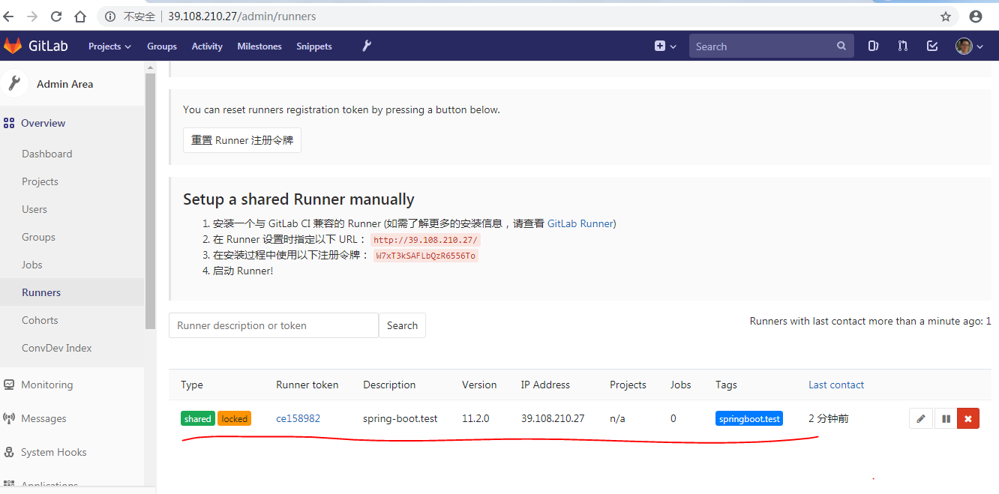 不安全 39.108.210.27/admin/runners
GitLab Projects Groups Activity Milestones Snippets Search
Admin Area
Overview
Dashboard
Projects
Users
Groups
Jobs
Runners
Cohorts
ConvDev Index
Monitoring
Messages
System Hooks
Applications
You can reset runners registration token by pressing a button below.
重置 Runner 注册令牌
Setup a shared Runner manually
1. 安装一个与 GitLab CI 兼容的 Runner (如需了解更多的安装信息，请查看 GitLab Runner)
2. 在 Runner 设置时指定以下 URL： http://39.108.210.27/
3. 在安装过程中使用以下注册令牌： W7xT3kSAFLbQzR6556To
4. 启动 Runner!
Runner description or token Search
Runners with last contact more than a minute ago: 1
Type Runner token Description Version IP Address Projects Jobs Tags Last contact
shared locked ce158982 spring-boot.test 11.2.0 39.108.210.27 n/a 0 springboot.test 2 分钟前